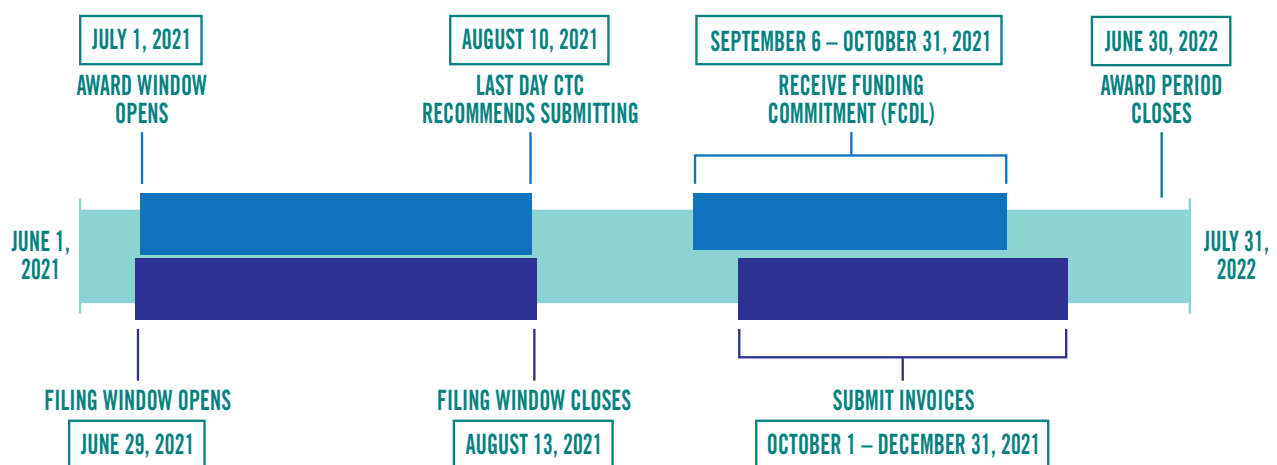 JULY 1, 2021
AWARD WINDOW
OPENS
AUGUST 10, 2021
LAST DAY CTC
RECOMMENDS SUBMITTING
SEPTEMBER 6 – OCTOBER 31, 2021
RECEIVE FUNDING
COMMITMENT (FCDL)
JUNE 30, 2022
AWARD PERIOD
CLOSES
JUNE 1,
2021
JULY 31,
2022
FILING WINDOW OPENS
JUNE 29, 2021
FILING WINDOW CLOSES
AUGUST 13, 2021
SUBMIT INVOICES
OCTOBER 1 – DECEMBER 31, 2021